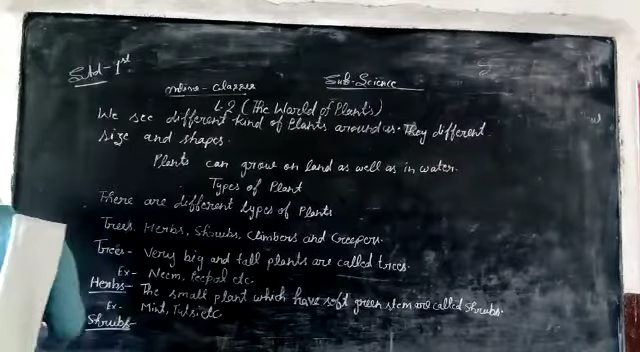 Std- 1st
online-classes Sub-Science
L-2 (The World of Plants)
We see different kind of Plants around us. They different
size and shapes.
Plants can grow on land as well as in water.
Types of Plant
There are different types of Plants
Trees. Herbs, Shrubs, Climbers and Creepers.
Trees- Very big and tall plants are called trees.
Ex- Neem, Peepal etc.
Herbs- The small plant which have soft green stem are called Shrubs.
Ex- Mint, Tulsi etc.
Shrubs-